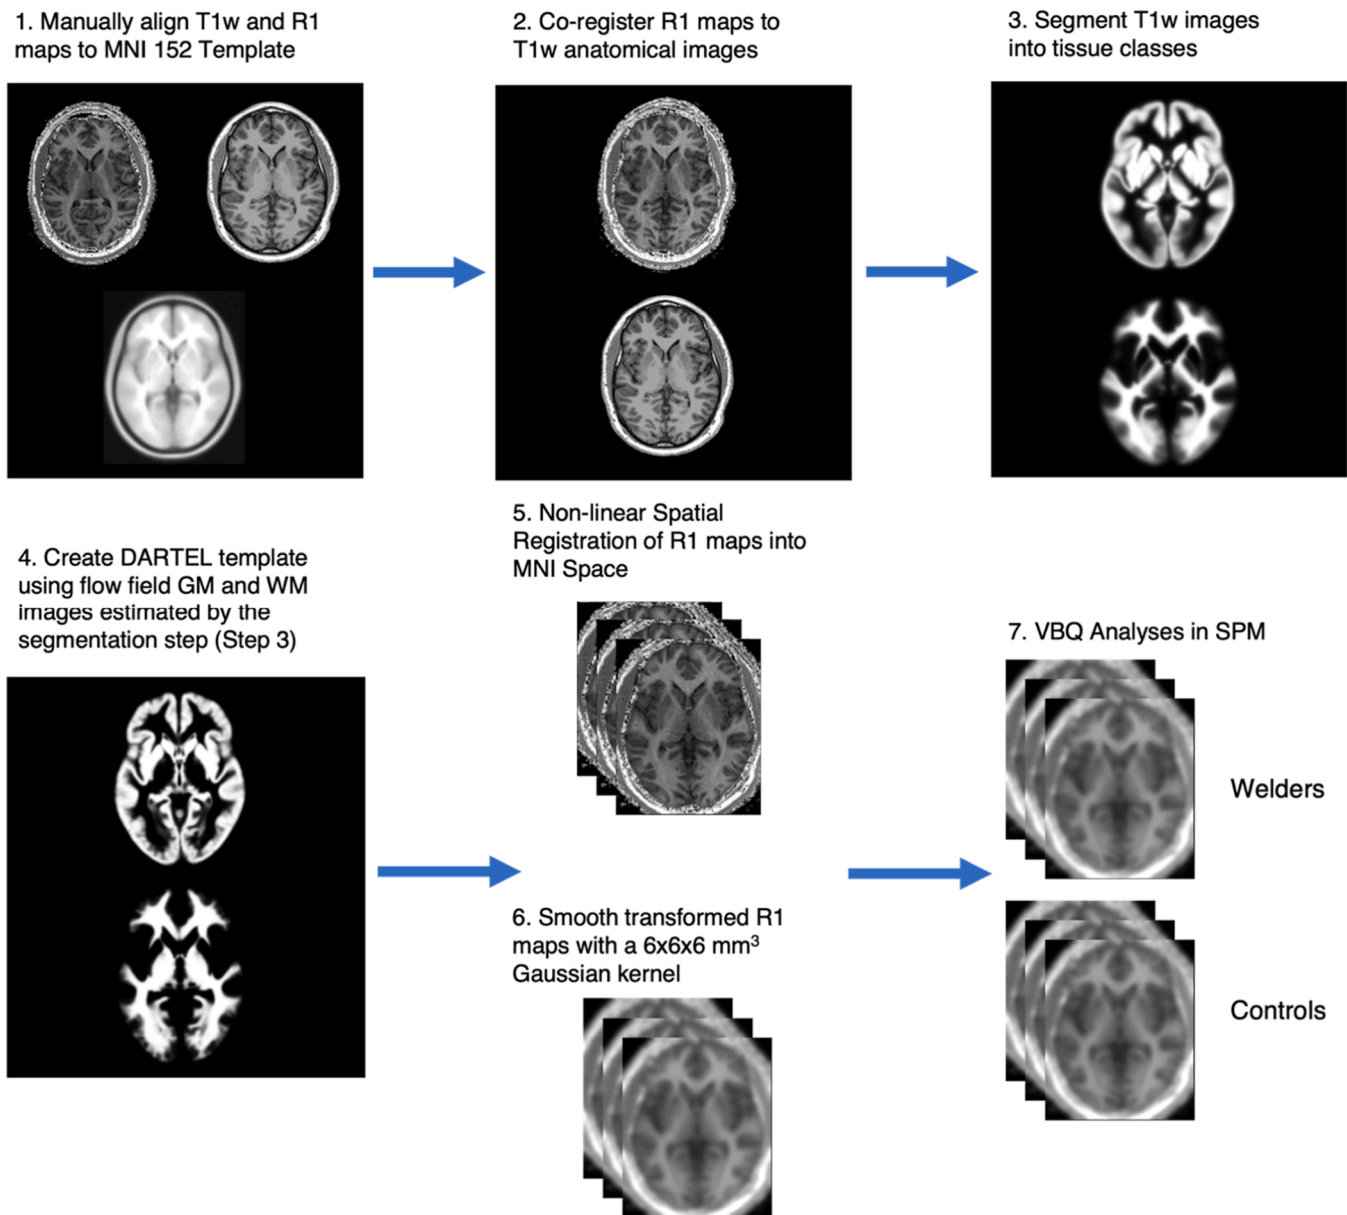 1. Manually align T1w and R1
maps to MNI 152 Template
2. Co-register R1 maps to
T1w anatomical images
3. Segment T1w images
into tissue classes
4. Create DARTEL template
using flow field GM and WM
images estimated by the
segmentation step (Step 3)
5. Non-linear Spatial
Registration of R1 maps into
MNI Space
6. Smooth transformed R1
maps with a 6x6x6 mm³
Gaussian kernel
7. VBQ Analyses in SPM
Welders
Controls